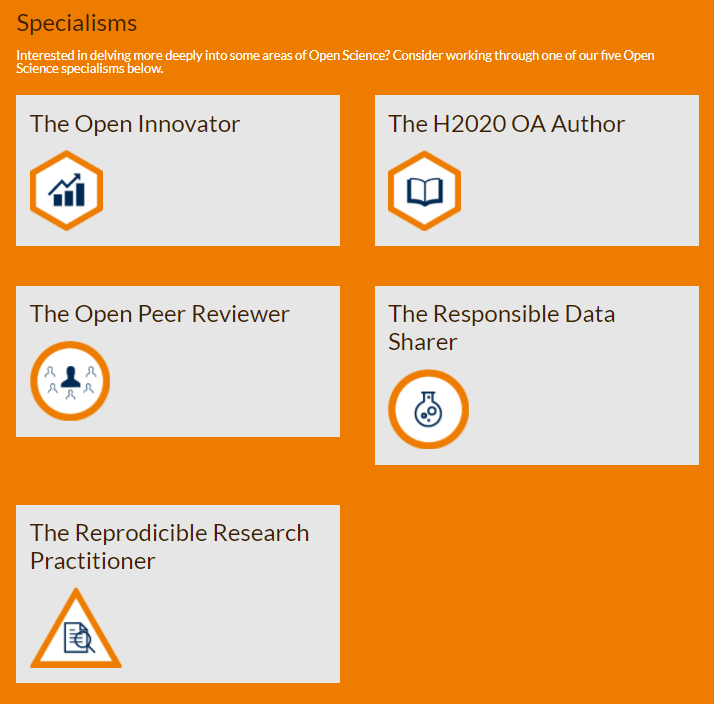 Specialisms
Interested in delving more deeply into some areas of Open Science? Consider working through one of our five Open
Science specialisms below.
The Open Innovator
The H2020 OA Author
The Open Peer Reviewer
The Responsible Data
Sharer
The Reprodicible Research
Practitioner